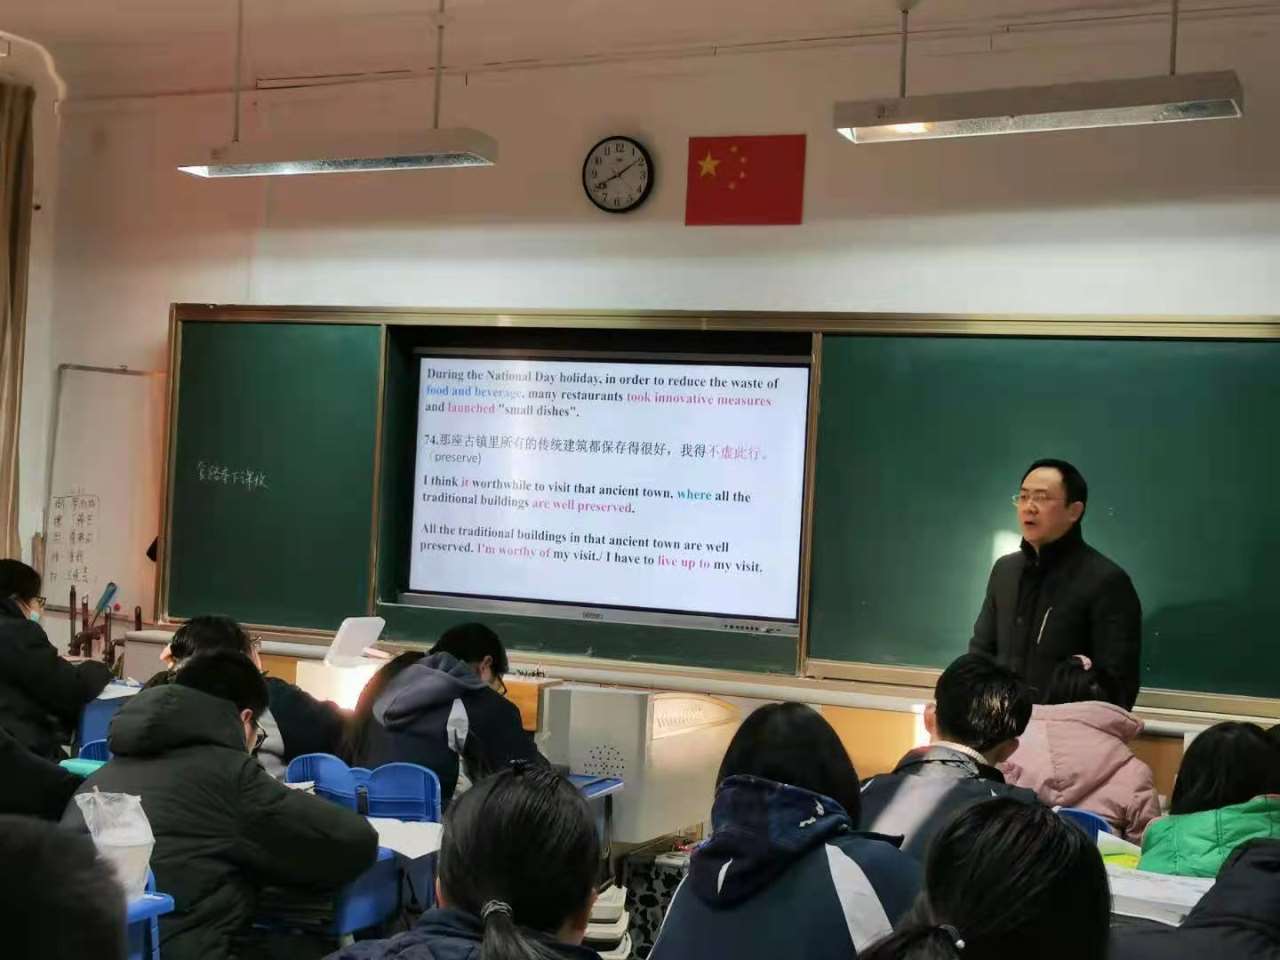 During the National Day holiday, in order to reduce the waste of
food and beverage, many restaurants took innovative measures
and launched "small dishes".
74.那座古镇里所有的传统建筑都保存得很好，我得不虚此行。
（preserve)
I think it worthwhile to visit that ancient town, where all the
traditional buildings are well preserved.
All the traditional buildings in that ancient town are well
preserved. I'm worthy of my visit./ I have to live up to my visit.